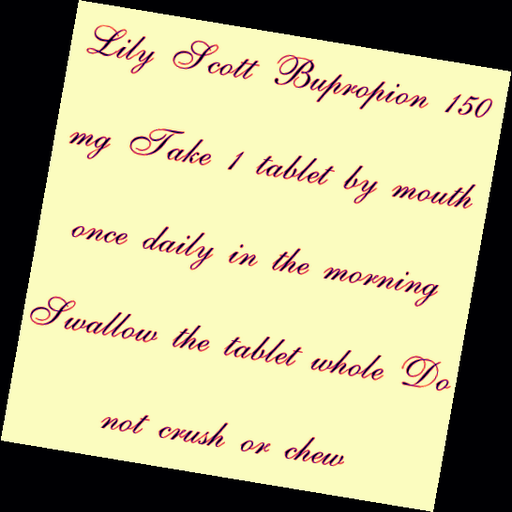 Lily Scott Bupropion 150
mg Take 1 tablet by mouth
once daily in the morning
Swallow the tablet whole Do
not crush or chew